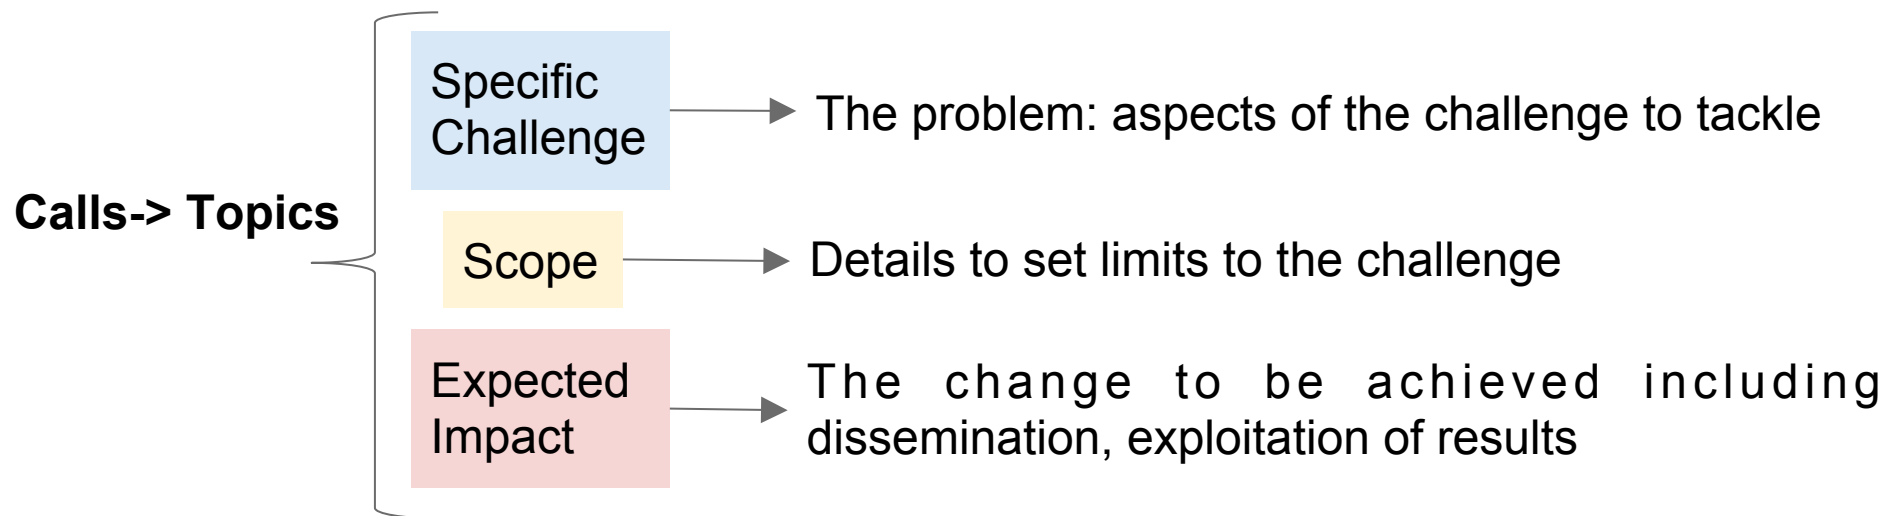 Calls-> Topics
Specific
Challenge
The problem: aspects of the challenge to tackle
Scope
Details to set limits to the challenge
Expected
Impact
The change to be achieved including
dissemination, exploitation of results